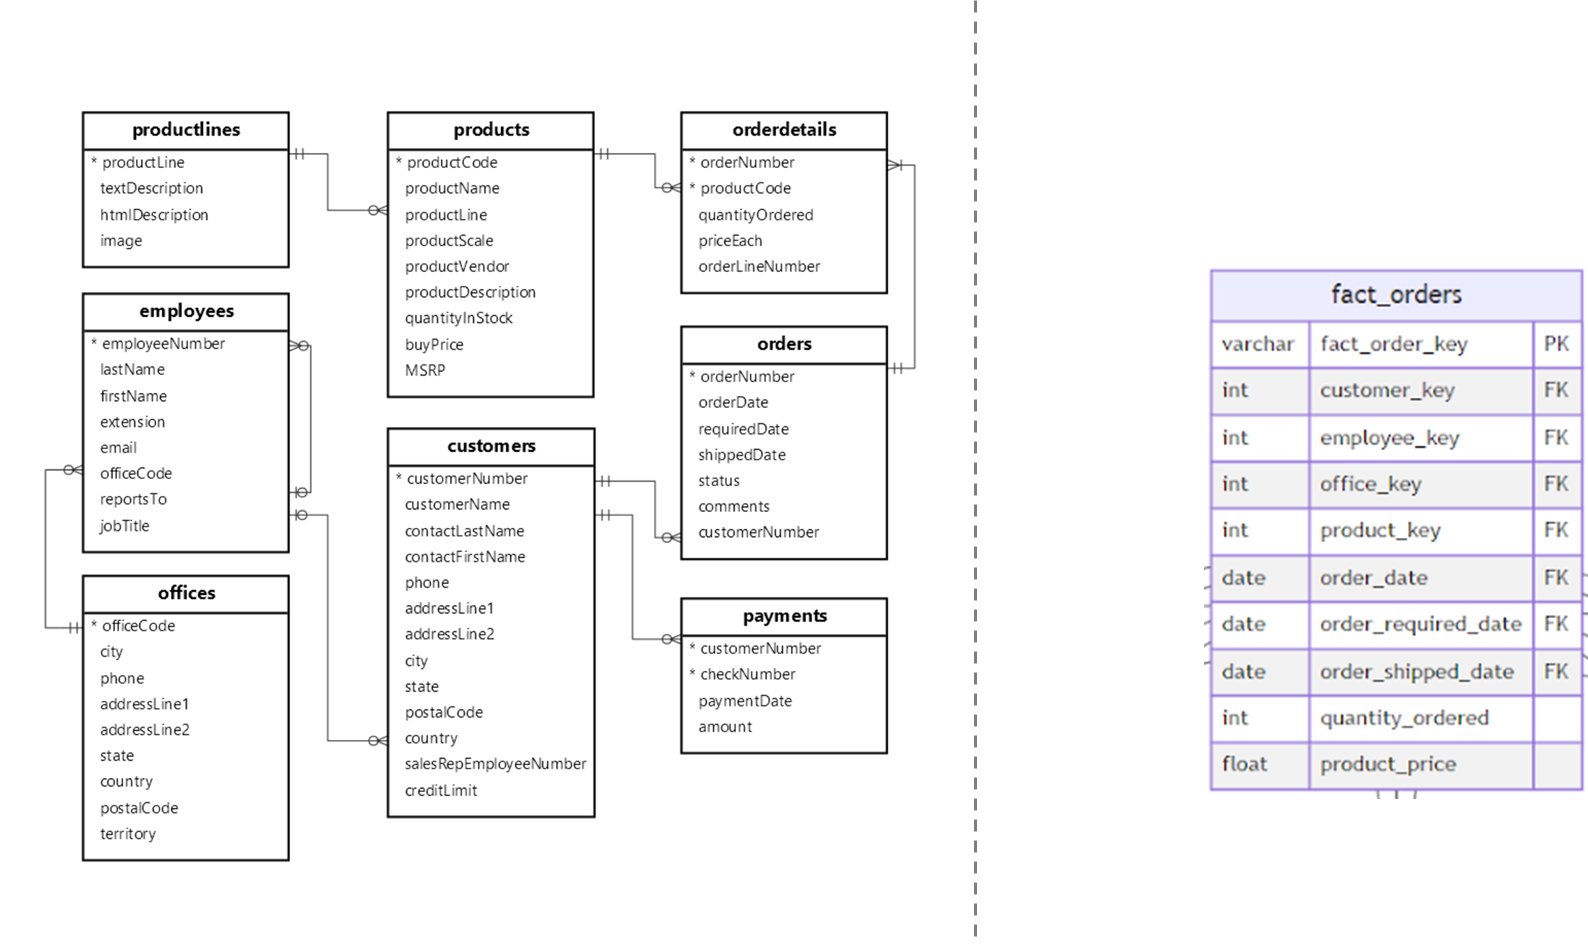 productlines
* productLine
textDescription
htmlDescription
image
employees
* employeeNumber
lastName
firstName
extension
email
officeCode
reportsTo
jobTitle
offices
* officeCode
city
phone
addressLine1
addressLine2
state
country
postalCode
territory
products
* productCode
productName
productLine
productScale
productVendor
productDescription
quantityInStock
buyPrice
MSRP
customers
* customerNumber
customerName
contactLastName
contactFirstName
phone
addressLine1
addressLine2
city
state
postalCode
country
salesRepEmployeeNumber
creditLimit
orderdetails
* orderNumber
* productCode
quantityOrdered
priceEach
orderLineNumber
orders
* orderNumber
orderDate
requiredDate
shippedDate
status
comments
customerNumber
payments
* customerNumber
* checkNumber
paymentDate
amount
fact_orders
varchar fact_order_key PK
int customer_key FK
int employee_key FK
int office_key FK
int product_key FK
date order_date FK
date order_required_date FK
date order_shipped_date FK
int quantity_ordered
float product_price